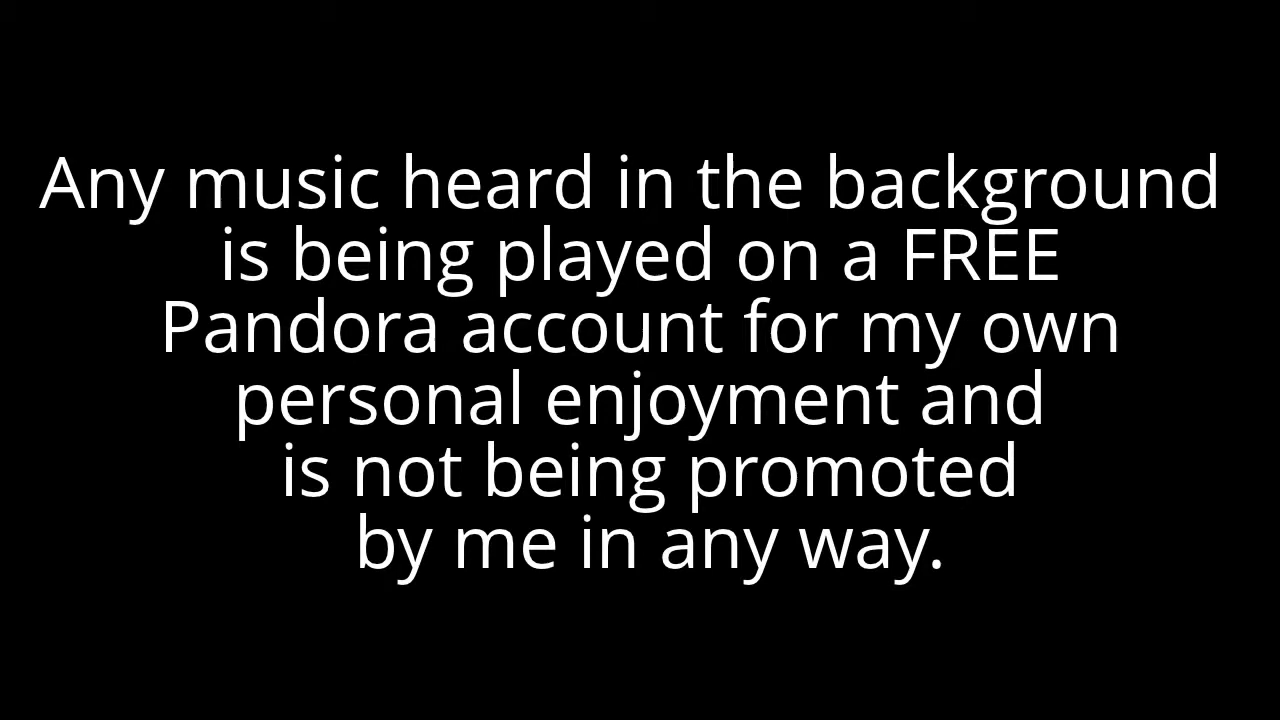 Any music heard in the background
is being played on a FREE
Pandora account for my own
personal enjoyment and
is not being promoted
by me in any way.